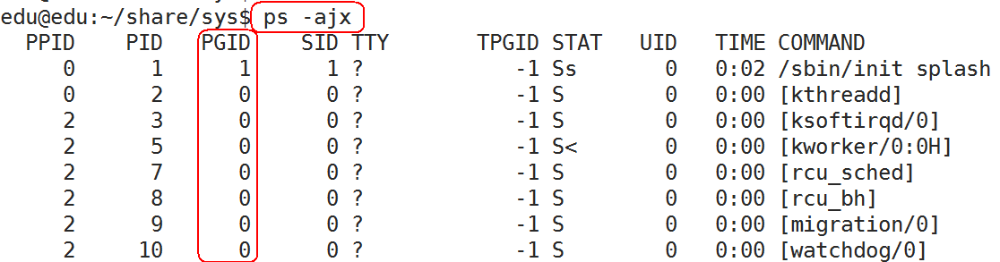 edu@edu:~/share/sys$ ps -ajx
PPID PID PGID SID TTY TPGID STAT UID TIME COMMAND
0 1 1 1 ? -1 Ss 0 0:02 /sbin/init splash
0 2 0 0 ? -1 S 0 0:00 [kthreadd]
2 3 0 0 ? -1 S 0 0:00 [ksoftirqd/0]
2 5 0 0 ? -1 S< 0 0:00 [kworker/0:0H]
2 7 0 0 ? -1 S 0 0:00 [rcu_sched]
2 8 0 0 ? -1 S 0 0:00 [rcu_bh]
2 9 0 0 ? -1 S 0 0:00 [migration/0]
2 10 0 0 ? -1 S 0 0:00 [watchdog/0]